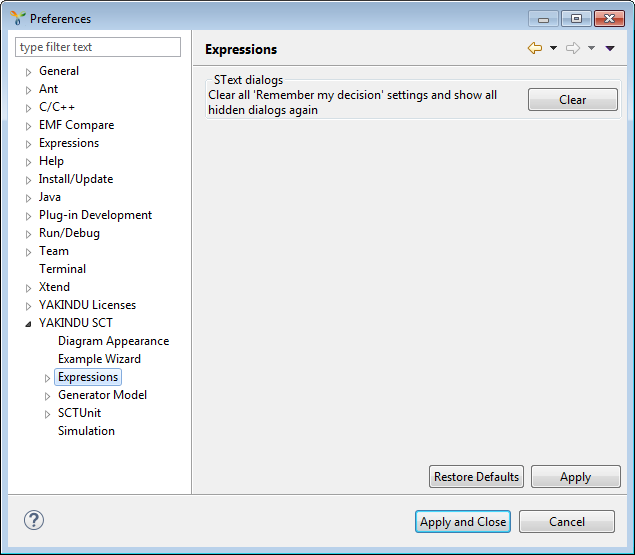 Preferences
type filter text
General
Ant
C/C++
EMF Compare
Expressions
Help
Install/Update
Java
Plug-in Development
Run/Debug
Team
Terminal
Xtend
YAKINDU Licenses
YAKINDU SCT
Diagram Appearance
Example Wizard
Expressions
Generator Model
SCTUnit
Simulation
Expressions
SText dialogs
Clear all 'Remember my decision' settings and show all
hidden dialogs again
Clear
Restore Defaults
Apply
?
Apply and Close
Cancel